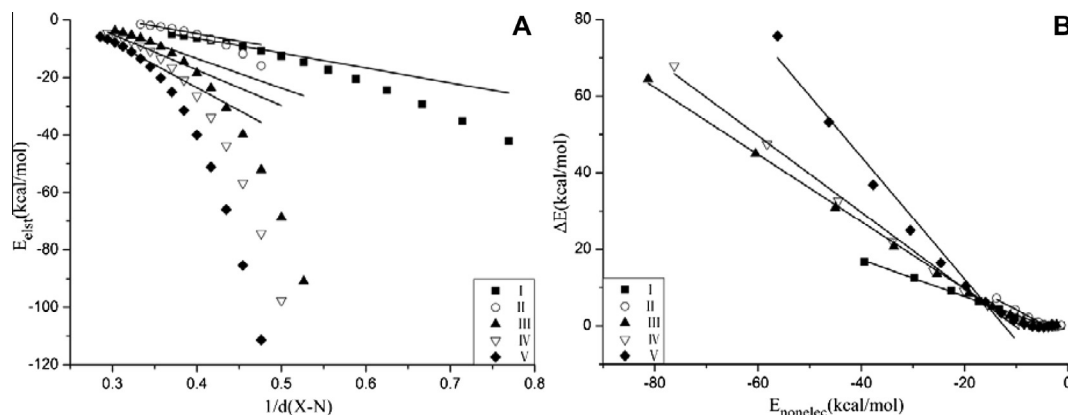 A
0
-20
-40
-60
-80
-100
-120
E_elst(kcal/mol)
0.3 0.4 0.5 0.6 0.7 0.8
1/d(X-N)
I
II
III
IV
V
B
80
60
40
20
0
ΔE(kcal/mol)
-80 -60 -40 -20 0
E_nonelec(kcal/mol)
I
II
III
IV
V